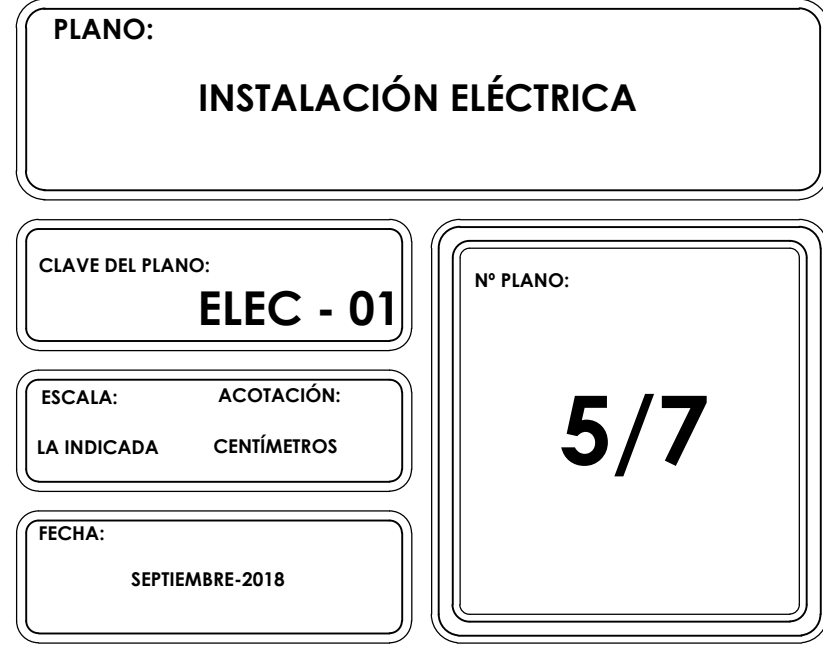 PLANO:
INSTALACIÓN ELÉCTRICA
CLAVE DEL PLANO:
ELEC - 01
Nº PLANO:
5/7
ESCALA: ACOTACIÓN:
LA INDICADA CENTÍMETROS
FECHA:
SEPTIEMBRE-2018